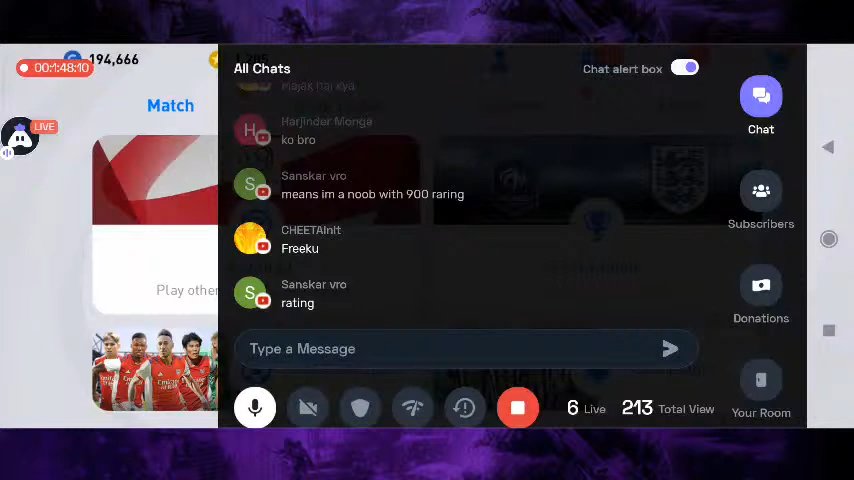 194,666
00:1:48:10
LIVE
Match
Play other
All Chats
Chat alert box
Harjinder Monga
ko bro
Sanskar vro
means im a noob with 900 raring
CHEETAInIt
Freeku
Sanskar vro
rating
Type a Message
6 Live 213 Total View
Chat
Subscribers
Donations
Your Room